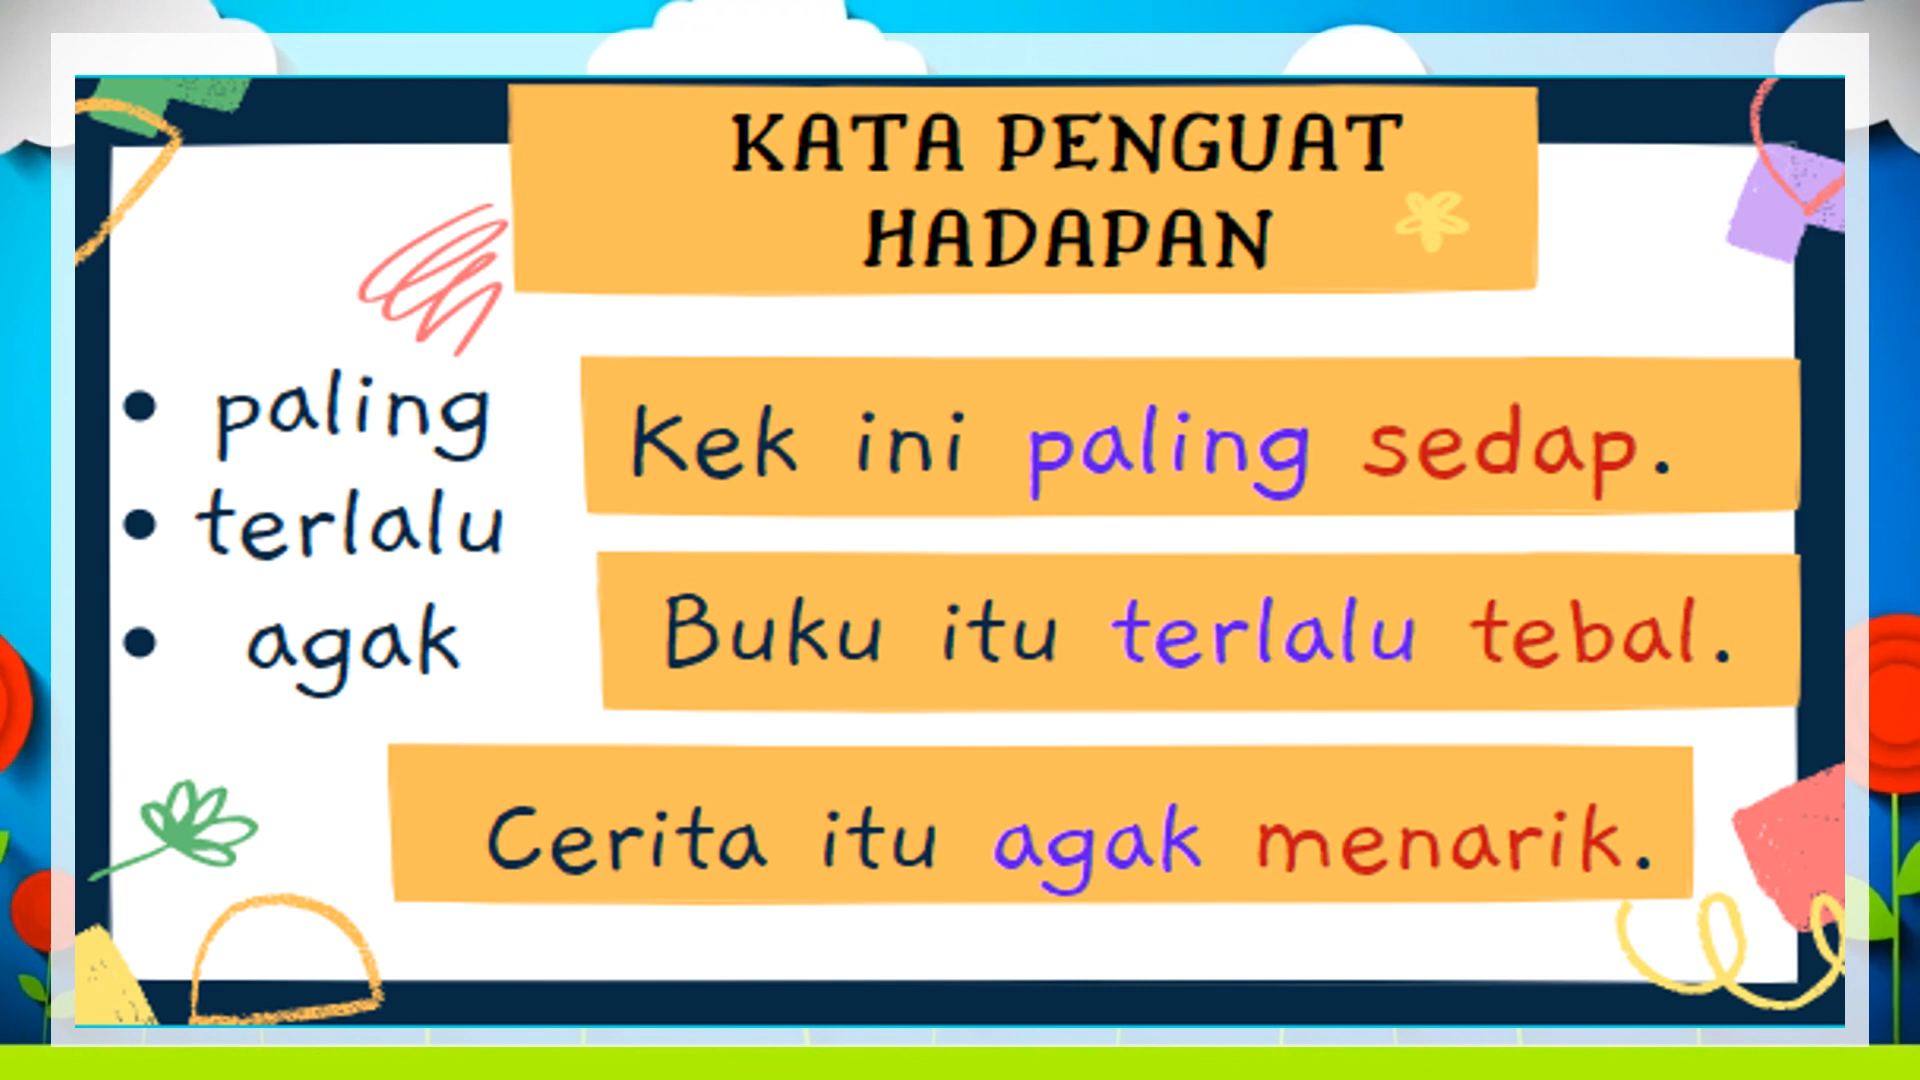 KATA PENGUAT
HADAPAN
• paling
• terlalu
• agak
Kek ini paling sedap.
Buku itu terlalu tebal.
Cerita itu agak menarik.